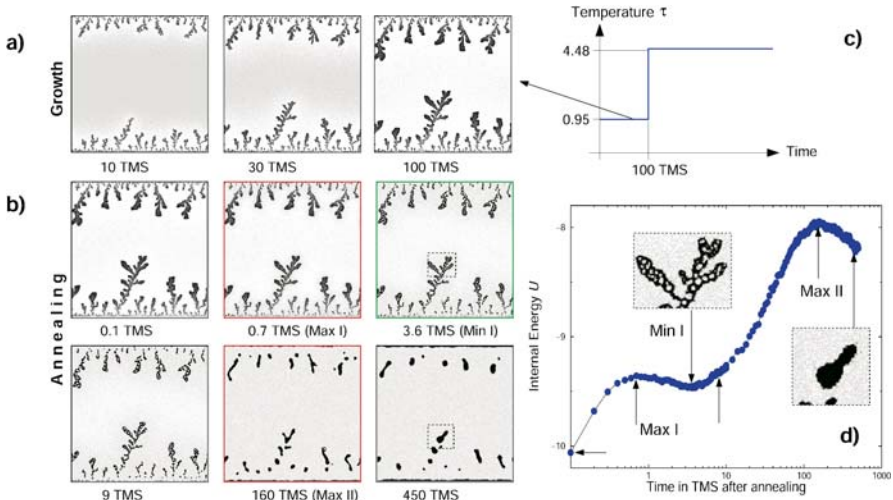 a)
Growth
10 TMS
30 TMS
100 TMS
Temperature τ
c)
4.48
0.95
Time
100 TMS
b)
Annealing
0.1 TMS
0.7 TMS (Max I)
3.6 TMS (Min I)
9 TMS
160 TMS (Max II)
450 TMS
Internal Energy U
-8
-9
-10
Min I
Max I
Max II
d)
1
10
100
1000
Time in TMS after annealing